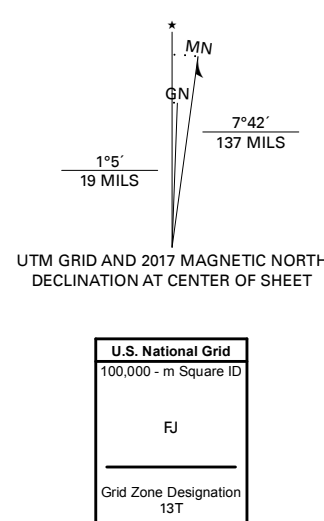 ★
MN
GN
7°42´
137 MILS
1°5´
19 MILS
UTM GRID AND 2017 MAGNETIC NORTH
DECLINATION AT CENTER OF SHEET
U.S. National Grid
100,000 - m Square ID
FJ
Grid Zone Designation
13T